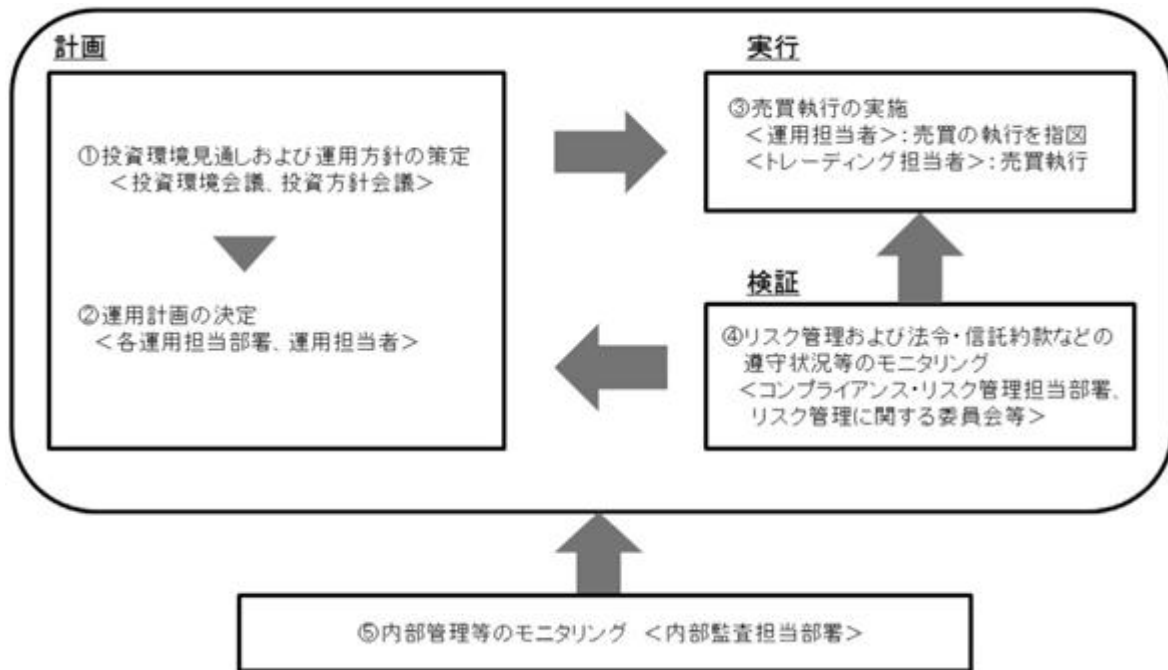 計画
①投資環境見通しおよび運用方針の策定
＜投資環境会議、投資方針会議＞
②運用計画の決定
＜各運用担当部署、運用担当者＞
実行
③売買執行の実施
＜運用担当者＞：売買の執行を指図
＜トレーディング担当者＞：売買執行
検証
④リスク管理および法令・信託約款などの
遵守状況等のモニタリング
＜コンプライアンス・リスク管理担当部署、
リスク管理に関する委員会等＞
⑤内部管理等のモニタリング ＜内部監査担当部署＞